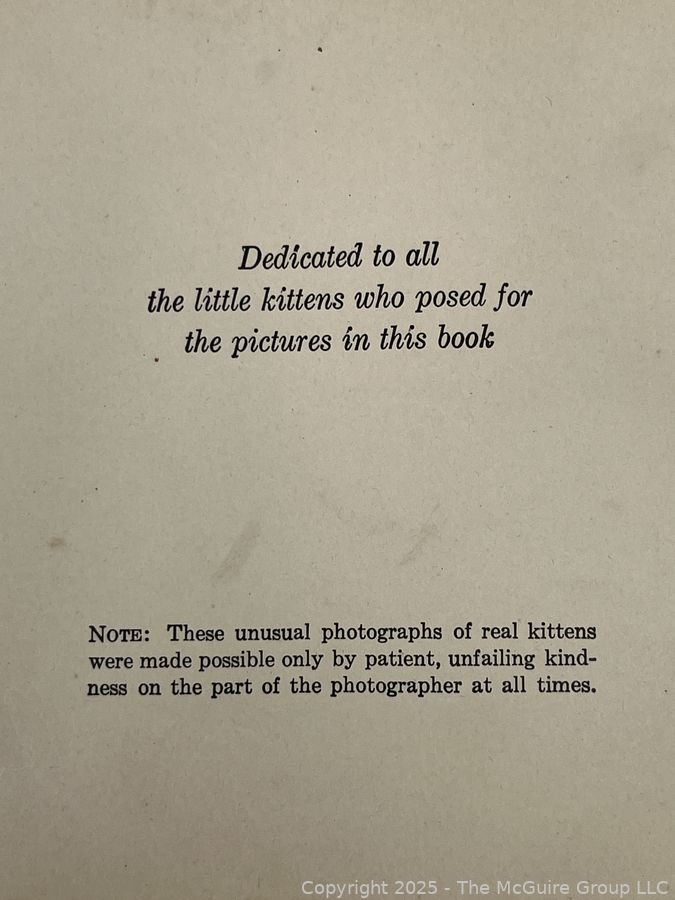 Dedicated to all
the little kittens who posed for
the pictures in this book
NOTE: These unusual photographs of real kittens
were made possible only by patient, unfailing kind-
ness on the part of the photographer at all times.
Copyright 2025 - The McGuire Group LLC